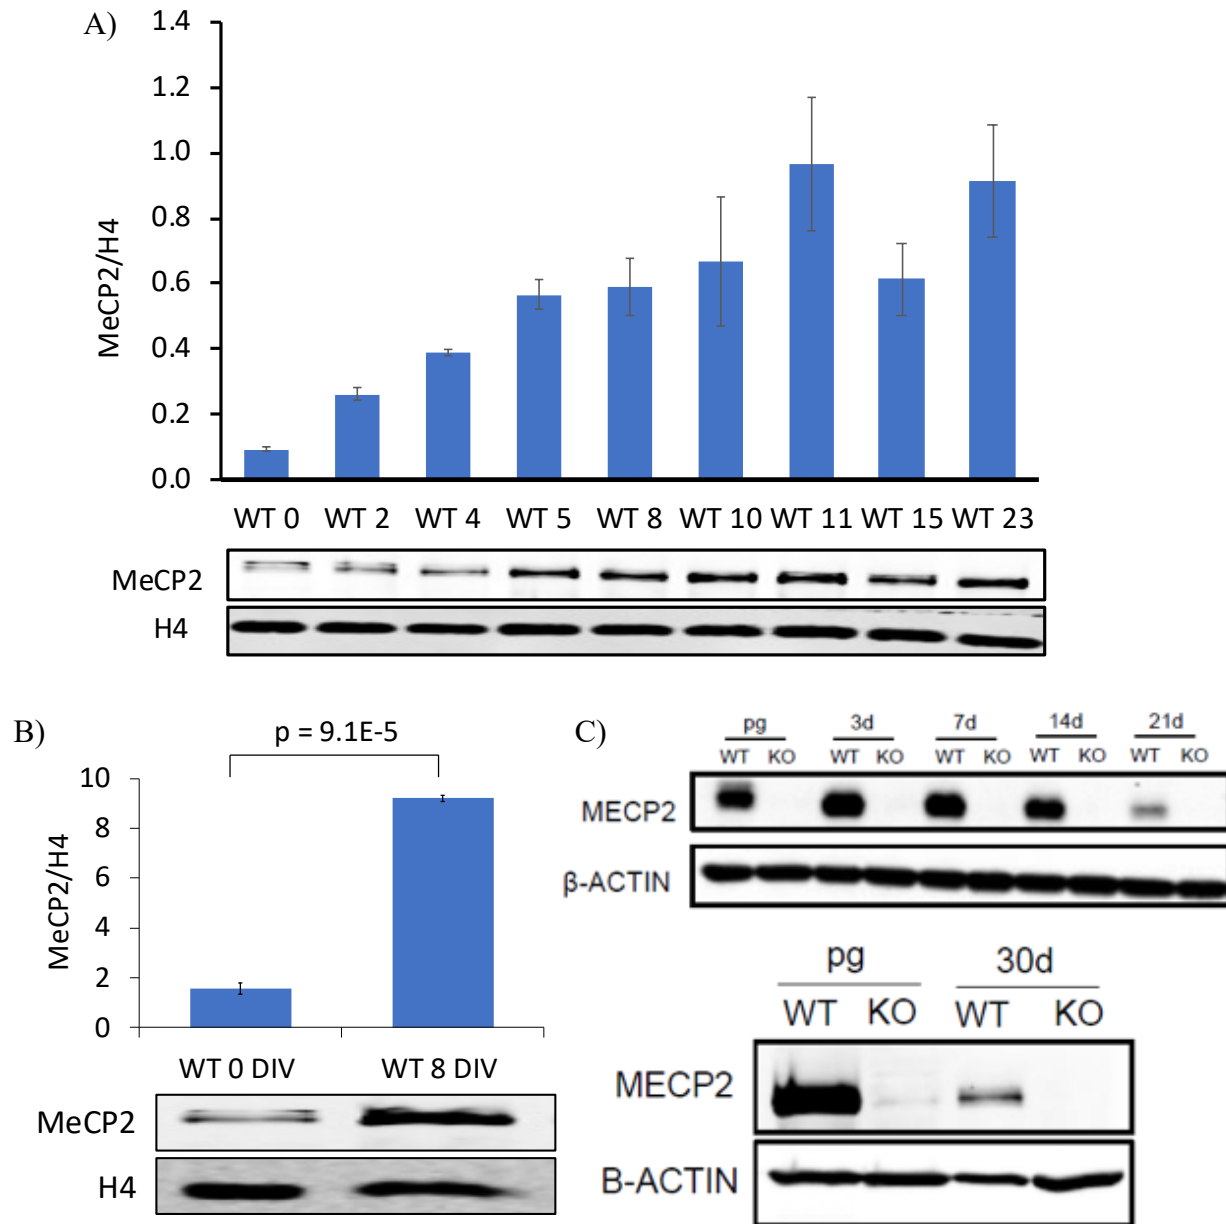 A)
1.4
1.2
1.0
0.8
0.6
0.4
0.2
0.0
MeCP2/H4
WT 0 WT 2 WT 4 WT 5 WT 8 WT 10 WT 11 WT 15 WT 23
MeCP2
H4
B)
p = 9.1E-5
10
8
6
4
2
0
MeCP2/H4
WT 0 DIV WT 8 DIV
MeCP2
H4
C)
pg 3d 7d 14d 21d
WT KO WT KO WT KO WT KO WT KO
MECP2
β-ACTIN
pg 30d
WT KO WT KO
MECP2
B-ACTIN